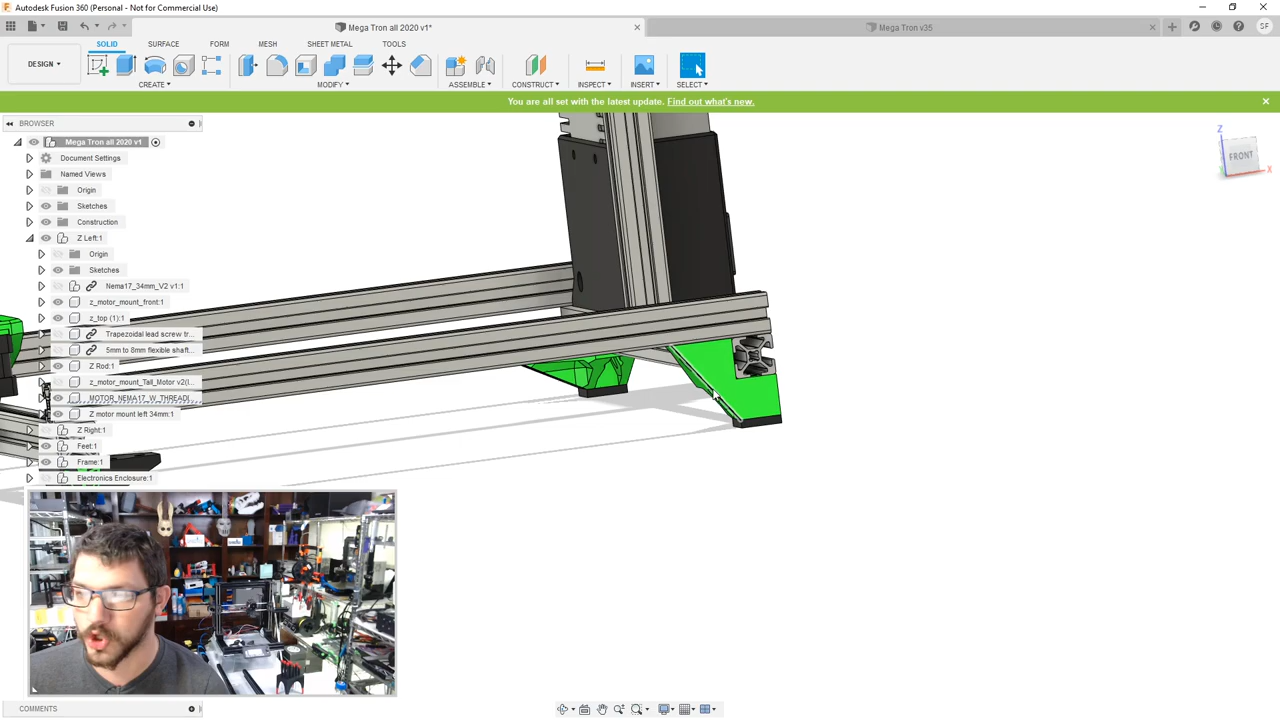 Autodesk Fusion 360 (Personal - Not for Commercial Use)
Mega Tron all 2020 v1*
Mega Tron v35
SF
DESIGN
SOLID
SURFACE
FORM
MESH
SHEET METAL
TOOLS
CREATE
MODIFY
ASSEMBLE
CONSTRUCT
INSPECT
INSERT
SELECT
You are all set with the latest update. Find out what's new.
BROWSER
Mega Tron all 2020 v1
Document Settings
Named Views
Origin
Sketches
Construction
Z Left:1
Origin
Sketches
Nema17_34mm_V2 v1:1
z_motor_mount_front:1
z_top (1):1
Trapezoidal lead screw tr...
5mm to 8mm flexible shaft...
Z Rod:1
z_motor_mount_Tall_Motor v2(l...
MOTOR_NEMA17_W_THREAD(...
Z motor mount left 34mm:1
Z Right:1
Feet:1
Frame:1
Electronics Enclosure:1
Z
FRONT
X
COMMENTS